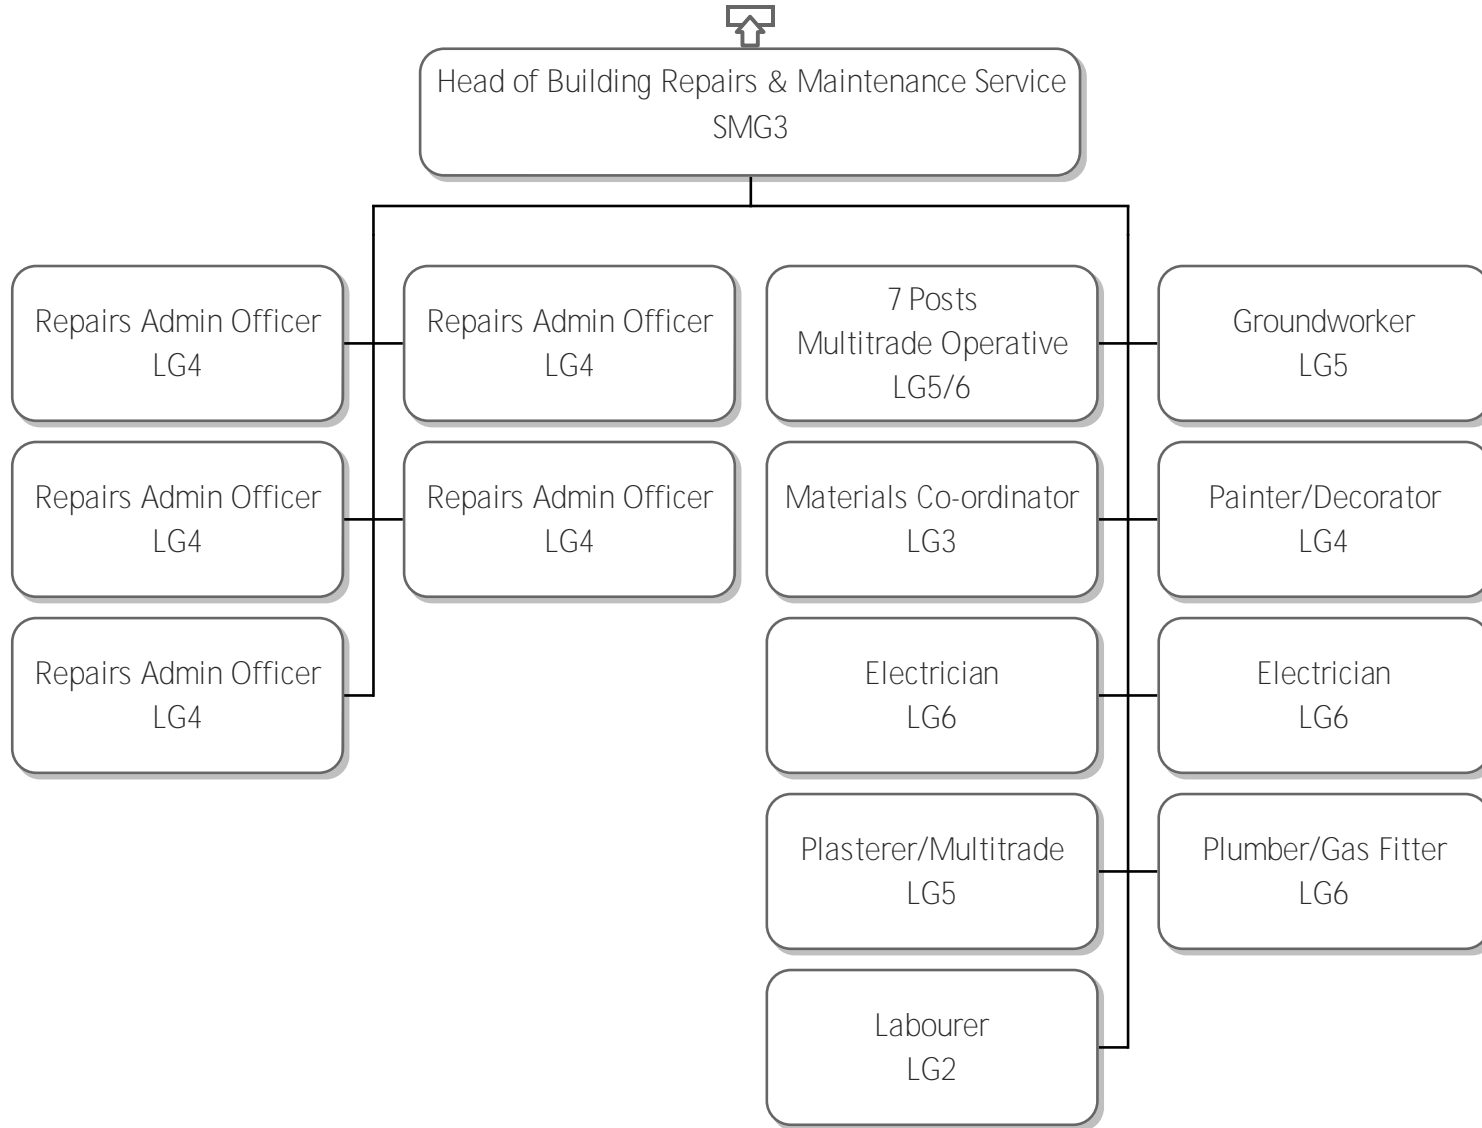 Head of Building Repairs & Maintenance Service
SMG3
Repairs Admin Officer
LG4
Repairs Admin Officer
LG4
7 Posts
Multitrade Operative
LG5/6
Groundworker
LG5
Repairs Admin Officer
LG4
Repairs Admin Officer
LG4
Materials Co-ordinator
LG3
Painter/Decorator
LG4
Repairs Admin Officer
LG4
Electrician
LG6
Electrician
LG6
Plasterer/Multitrade
LG5
Plumber/Gas Fitter
LG6
Labourer
LG2